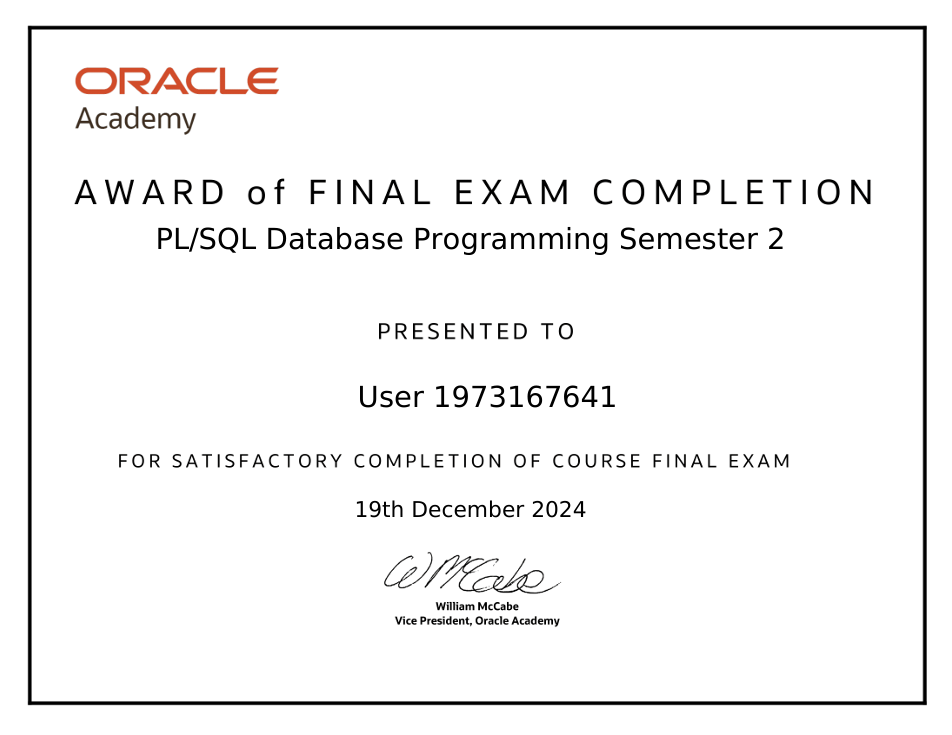 ORACLE
Academy
AWARD of FINAL EXAM COMPLETION
PL/SQL Database Programming Semester 2
PRESENTED TO
User 1973167641
FOR SATISFACTORY COMPLETION OF COURSE FINAL EXAM
19th December 2024
W McCabe
William McCabe
Vice President, Oracle Academy